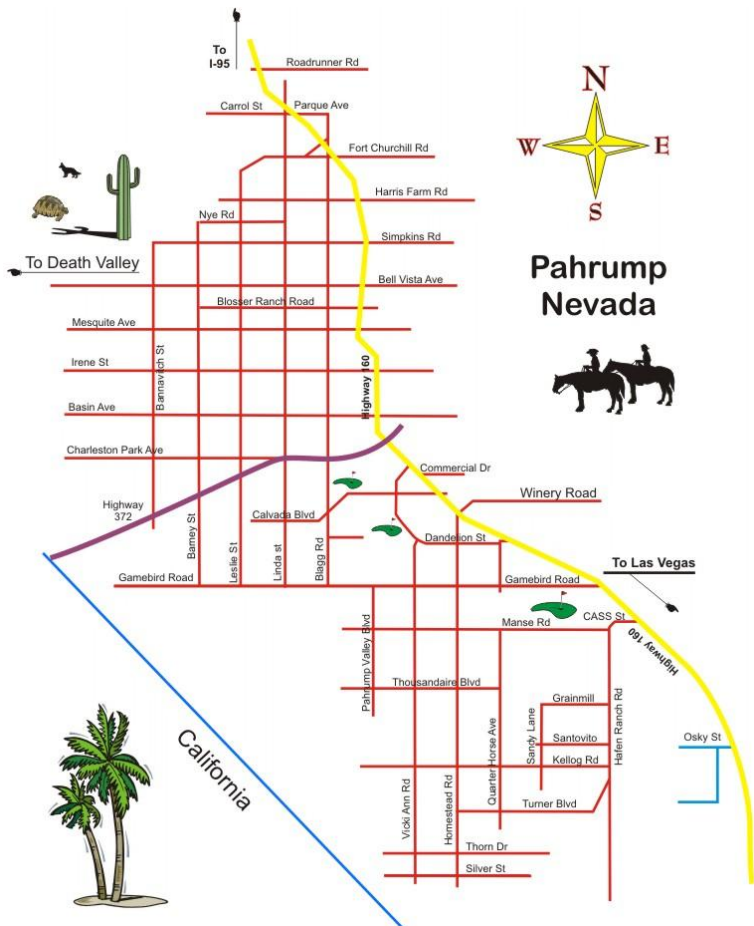 To
I-95
Roadrunner Rd
Carrol St
Parque Ave
N
W
E
S
Fort Churchill Rd
Harris Farm Rd
Nye Rd
Simpkins Rd
To Death Valley
Bell Vista Ave
Pahrump
Nevada
Blosser Ranch Road
Mesquite Ave
Bannavitch St
Irene St
Highway 160
Basin Ave
Charleston Park Ave
Commercial Dr
Highway
372
Winery Road
Calvada Blvd
Barney St
Leslie St
Linda st
Blagg Rd
Dandelion St
To Las Vegas
Gamebird Road
Gamebird Road
CASS St
Manse Rd
Highway 160
Pahrump Valley Blvd
Thousandaire Blvd
Grainmill
Hafen Ranch Rd
Sandy Lane
Santovito
Osky St
Quarter Horse Ave
Kellog Rd
California
Vicki Ann Rd
Homestead Rd
Turner Blvd
Thorn Dr
Silver St